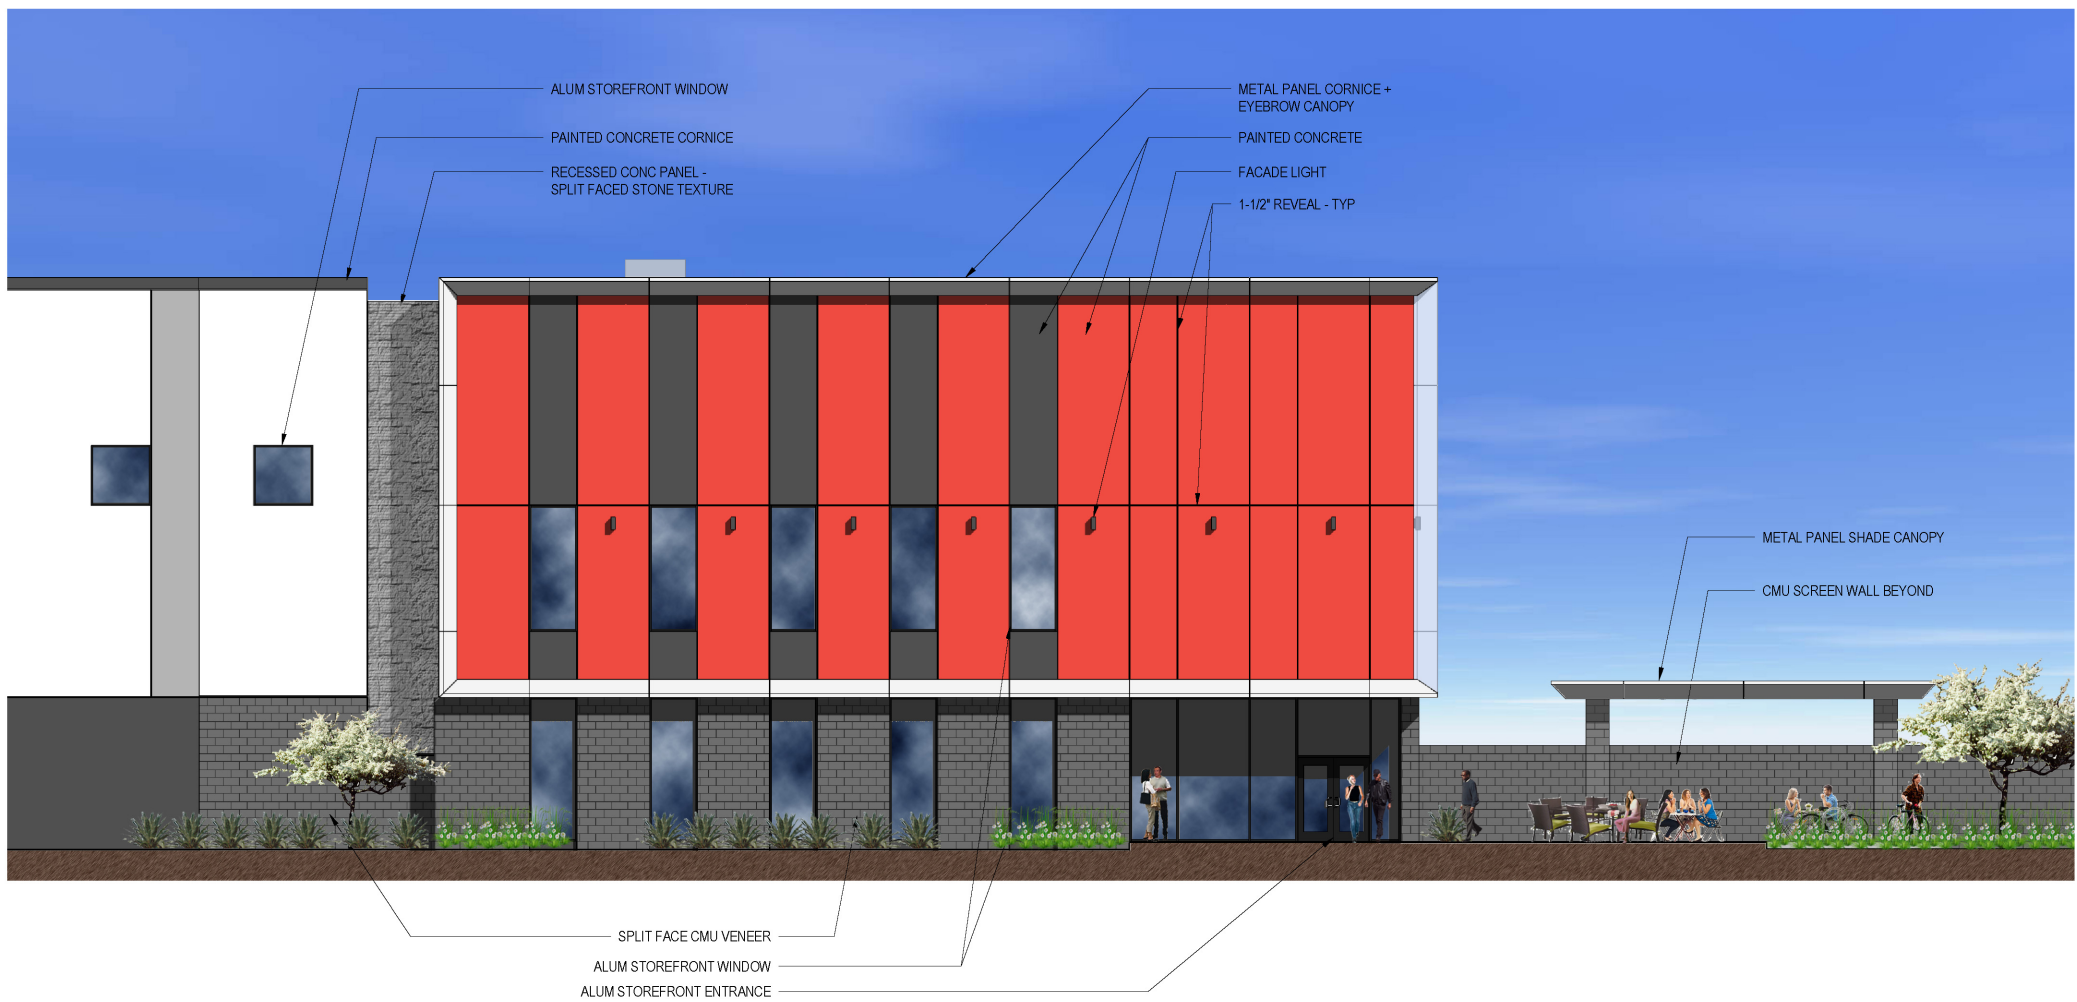 ALUM STOREFRONT WINDOW
PAINTED CONCRETE CORNICE
RECESSED CONC PANEL -
SPLIT FACED STONE TEXTURE
METAL PANEL CORNICE +
EYEBROW CANOPY
PAINTED CONCRETE
FACADE LIGHT
1-1/2" REVEAL - TYP
METAL PANEL SHADE CANOPY
CMU SCREEN WALL BEYOND
SPLIT FACE CMU VENEER
ALUM STOREFRONT WINDOW
ALUM STOREFRONT ENTRANCE